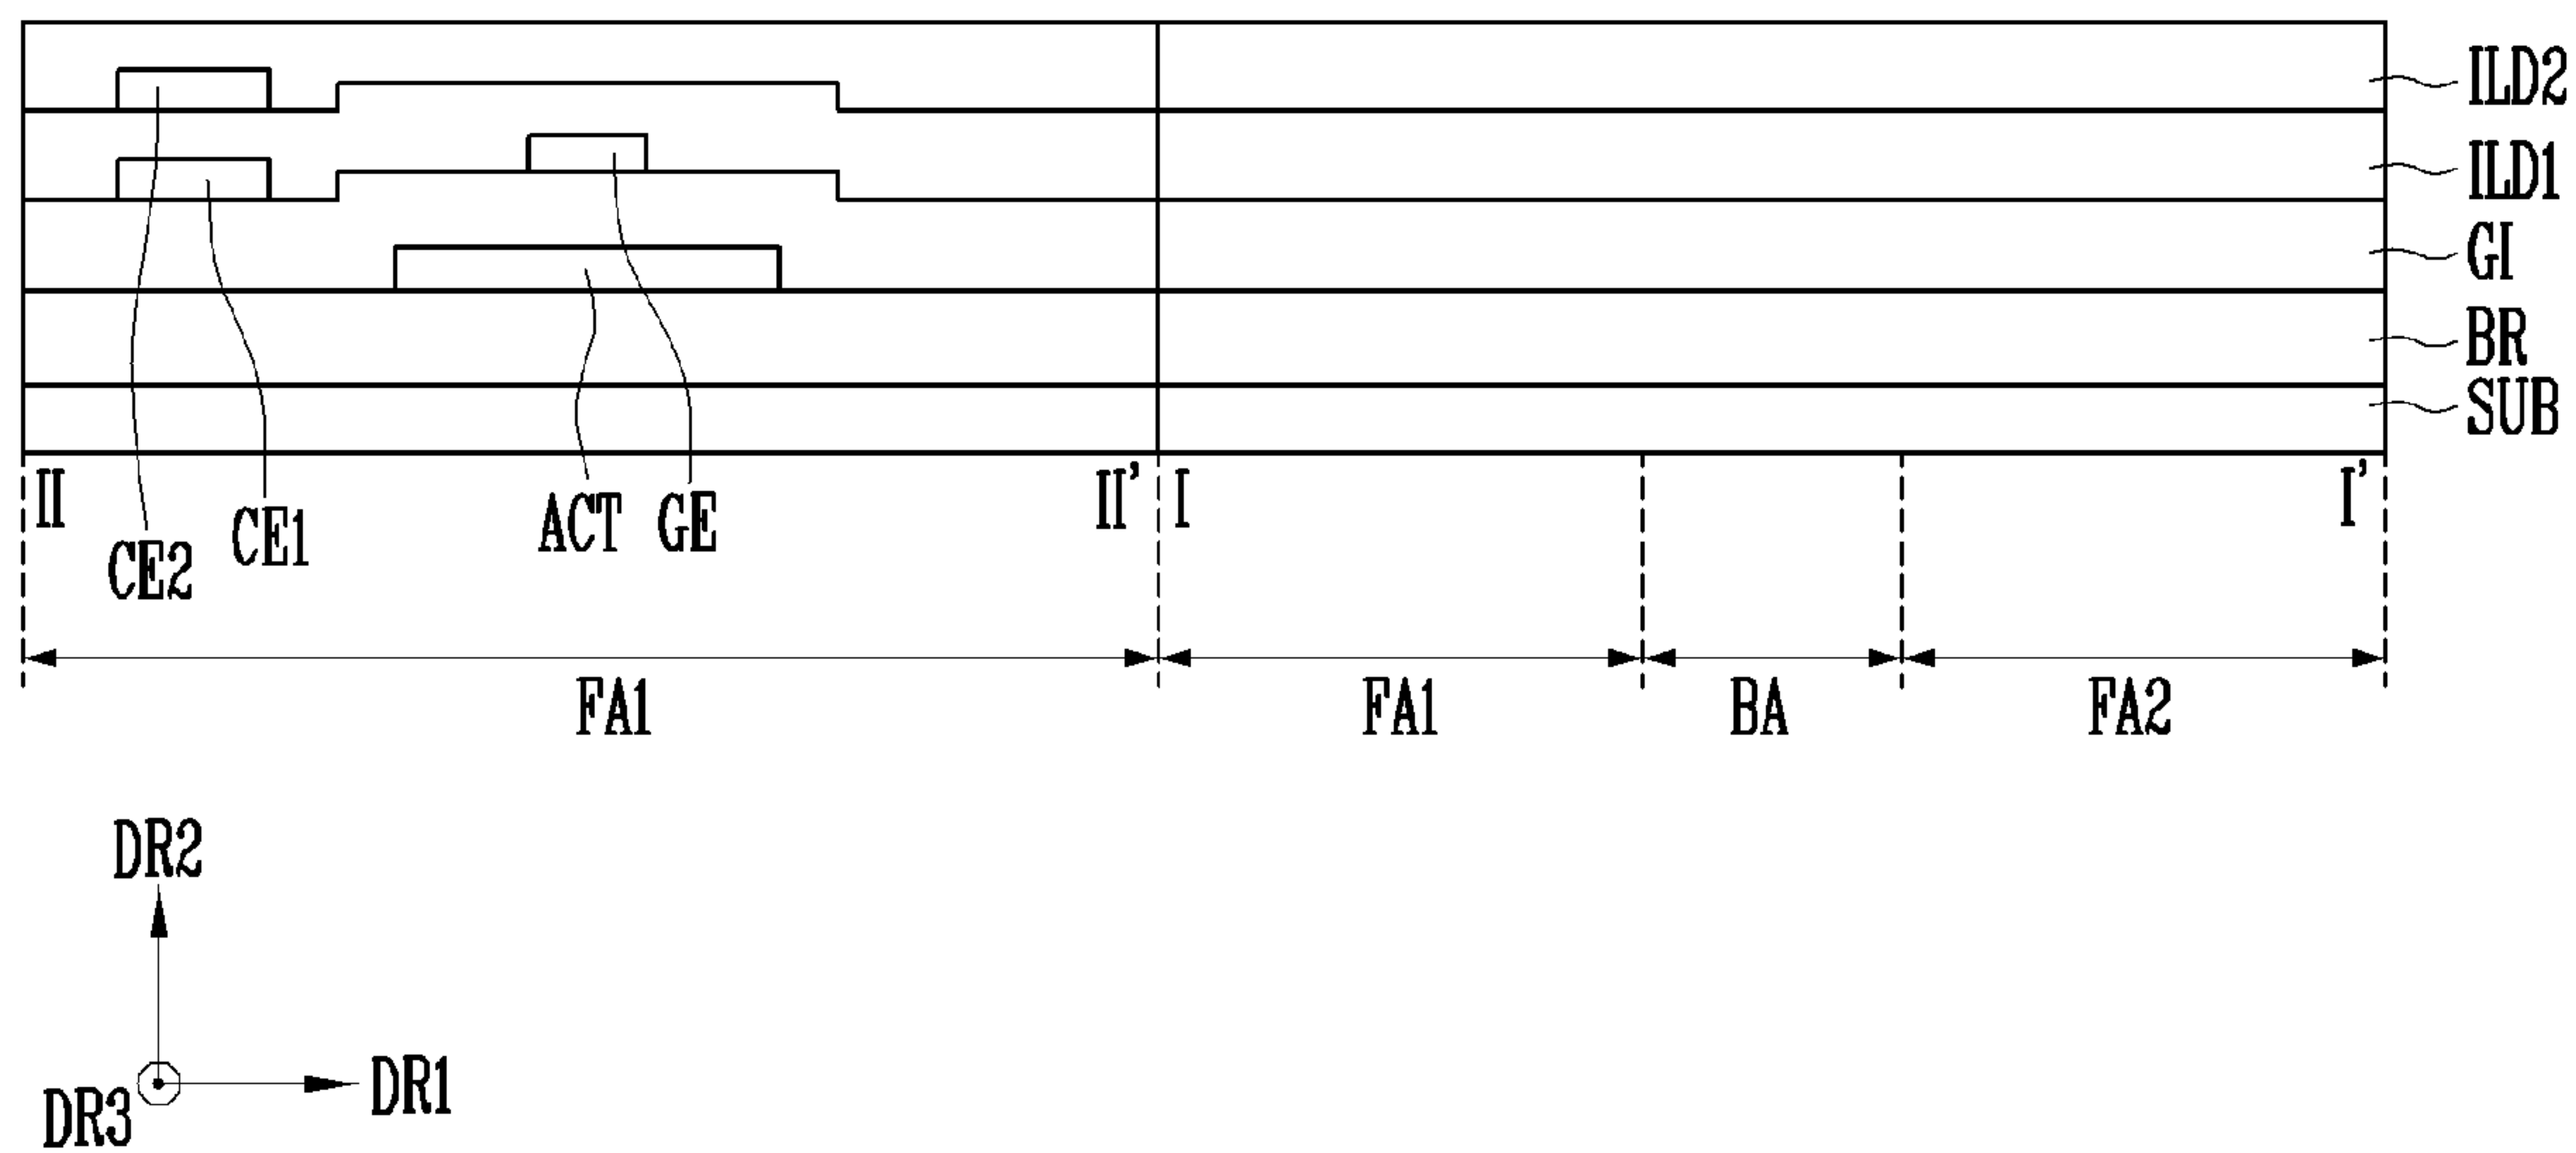 ILD2
ILD1
GI
BR
SUB
II II' I I'
CE2 CE1 ACT GE
FA1 FA1 BA FA2
DR2
DR3 DR1